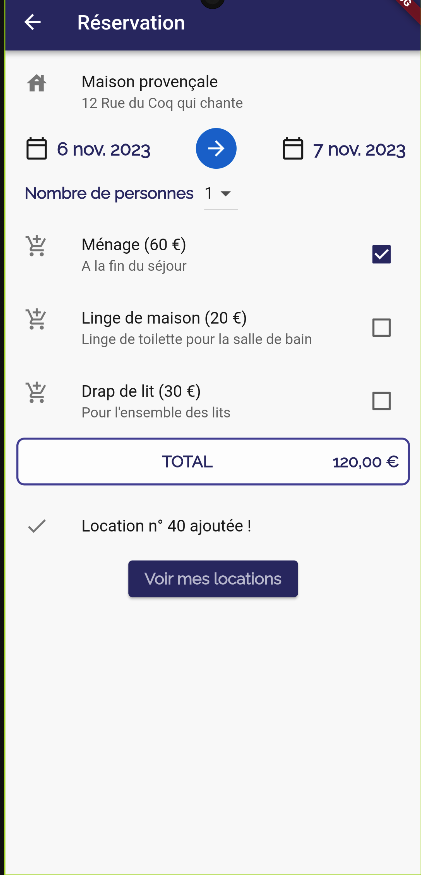 Réservation
Maison provençale
12 Rue du Coq qui chante
6 nov. 2023 7 nov. 2023
Nombre de personnes 1
Ménage (60 €)
A la fin du séjour
Linge de maison (20 €)
Linge de toilette pour la salle de bain
Drap de lit (30 €)
Pour l'ensemble des lits
TOTAL 120,00 €
Location n° 40 ajoutée !
Voir mes locations